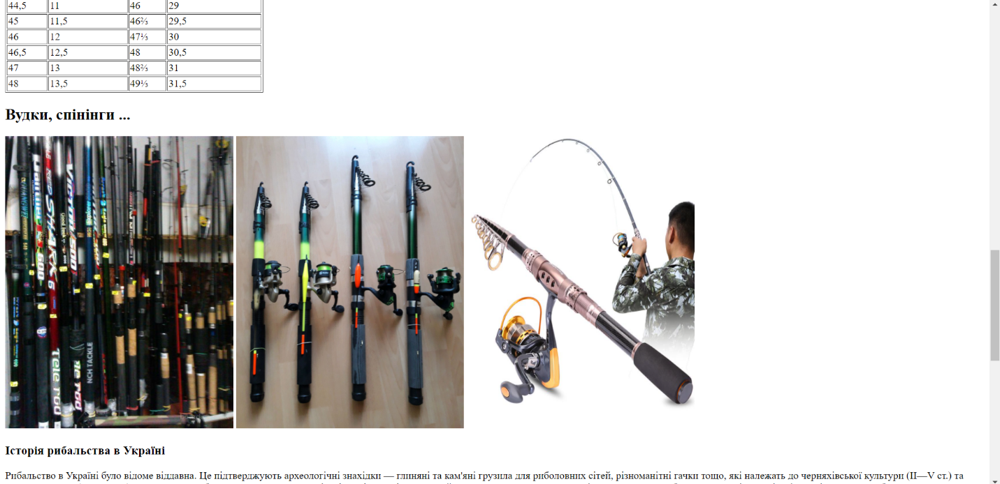 44,5 11 46 29
45 11,5 46⅔ 29,5
46 12 47⅓ 30
46,5 12,5 48 30,5
47 13 48⅔ 31
48 13,5 49⅓ 31,5
Вудки, спінінги ...
SHARK
600
Tele
NCH TACKLE
Історія рибальства в Україні
Рибальство в Україні було відоме віддавна. Це підтверджують археологічні знахідки — глиняні та кам'яні грузила для риболовних сітей, різноманітні гачки тощо, які належать до черняхівської культури (II—V ст.) та